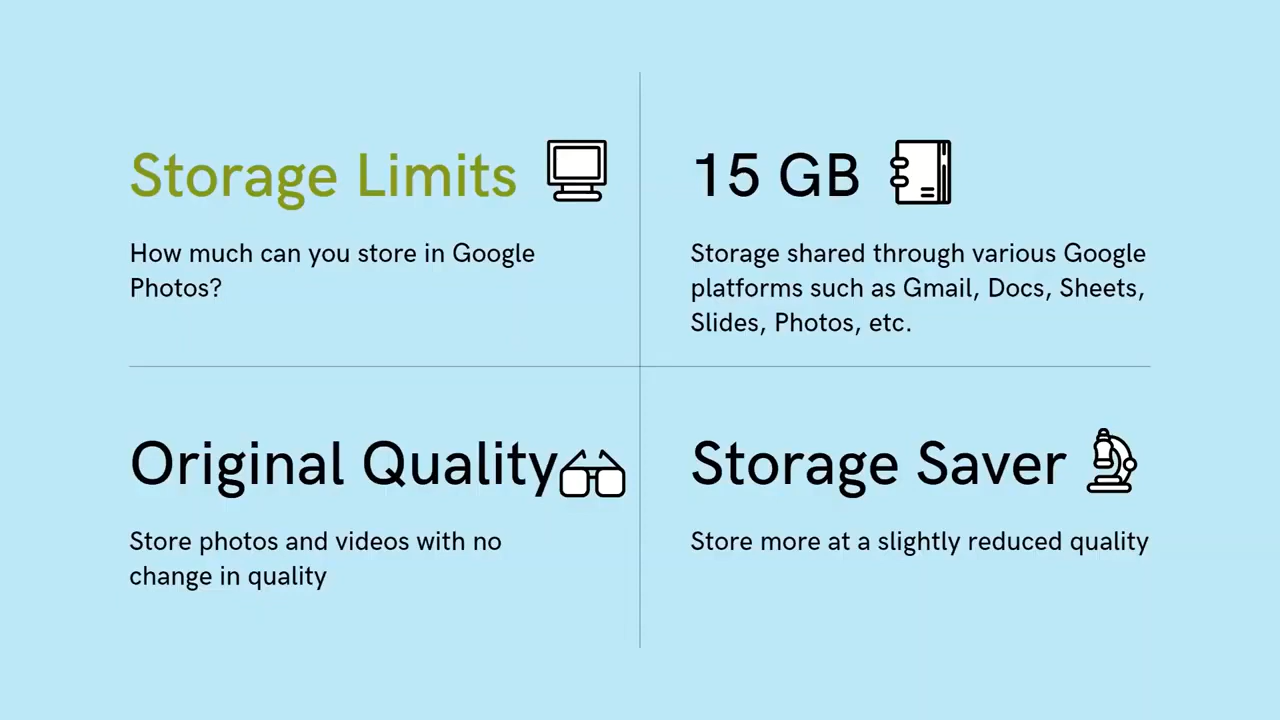 Storage Limits
How much can you store in Google
Photos?
15 GB
Storage shared through various Google
platforms such as Gmail, Docs, Sheets,
Slides, Photos, etc.
Original Quality
Store photos and videos with no
change in quality
Storage Saver
Store more at a slightly reduced quality